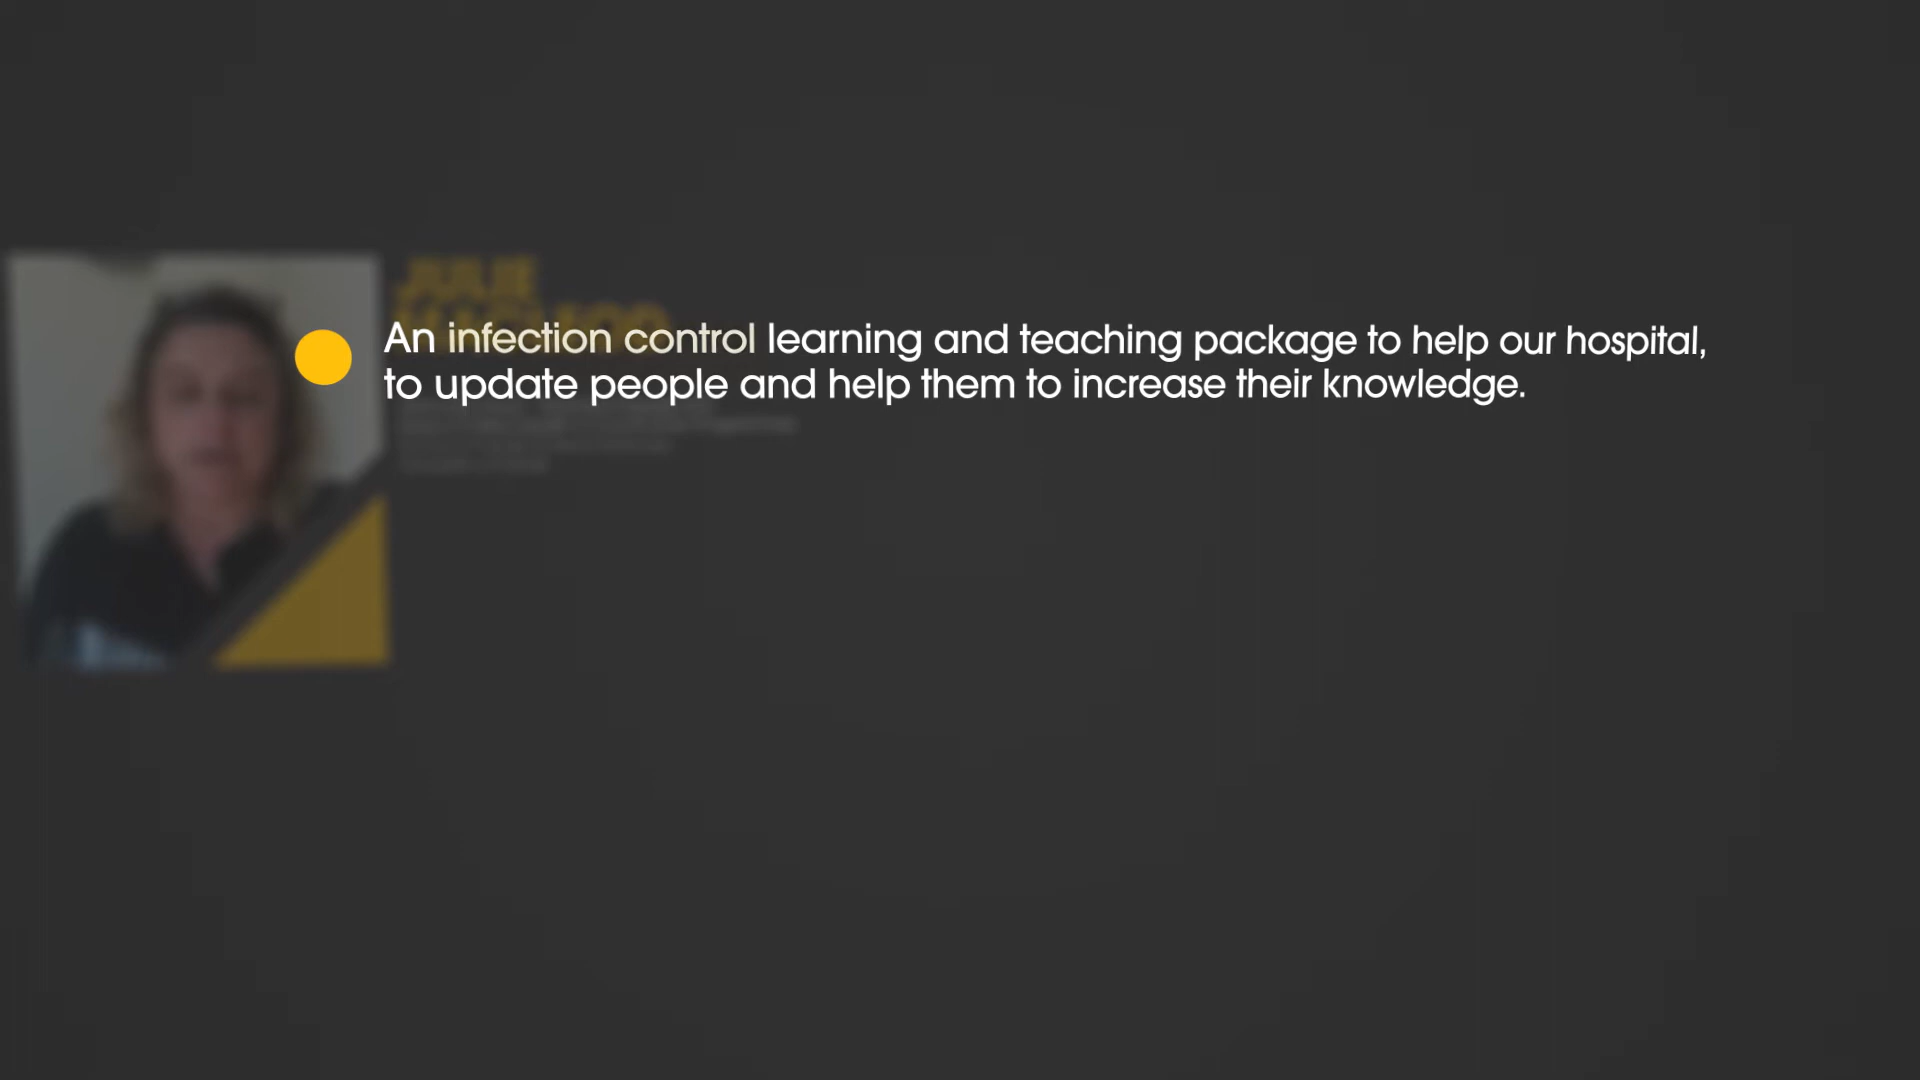 JULIE
An infection control learning and teaching package to help our hospital,
to update people and help them to increase their knowledge.